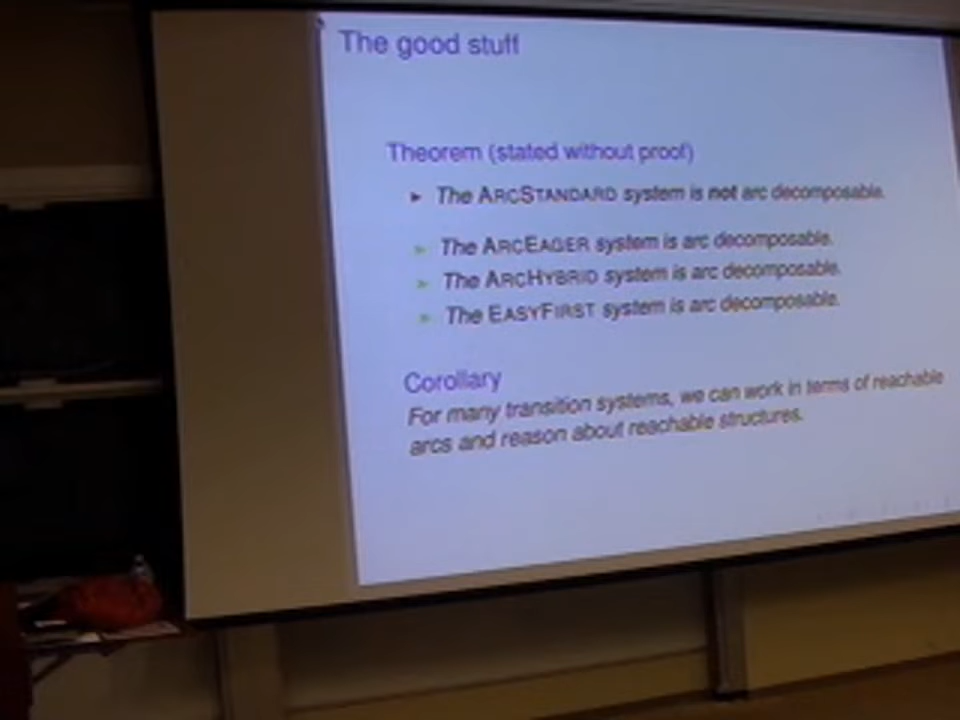 The good stuff
Theorem (stated without proof)
► The ARCSTANDARD system is not arc decomposable.
► The ARCEAGER system is arc decomposable.
► The ARCHYBRID system is arc decomposable.
► The EASYFIRST system is arc decomposable.
Corollary
For many transition systems, we can work in terms of reachable
arcs and reason about reachable structures.